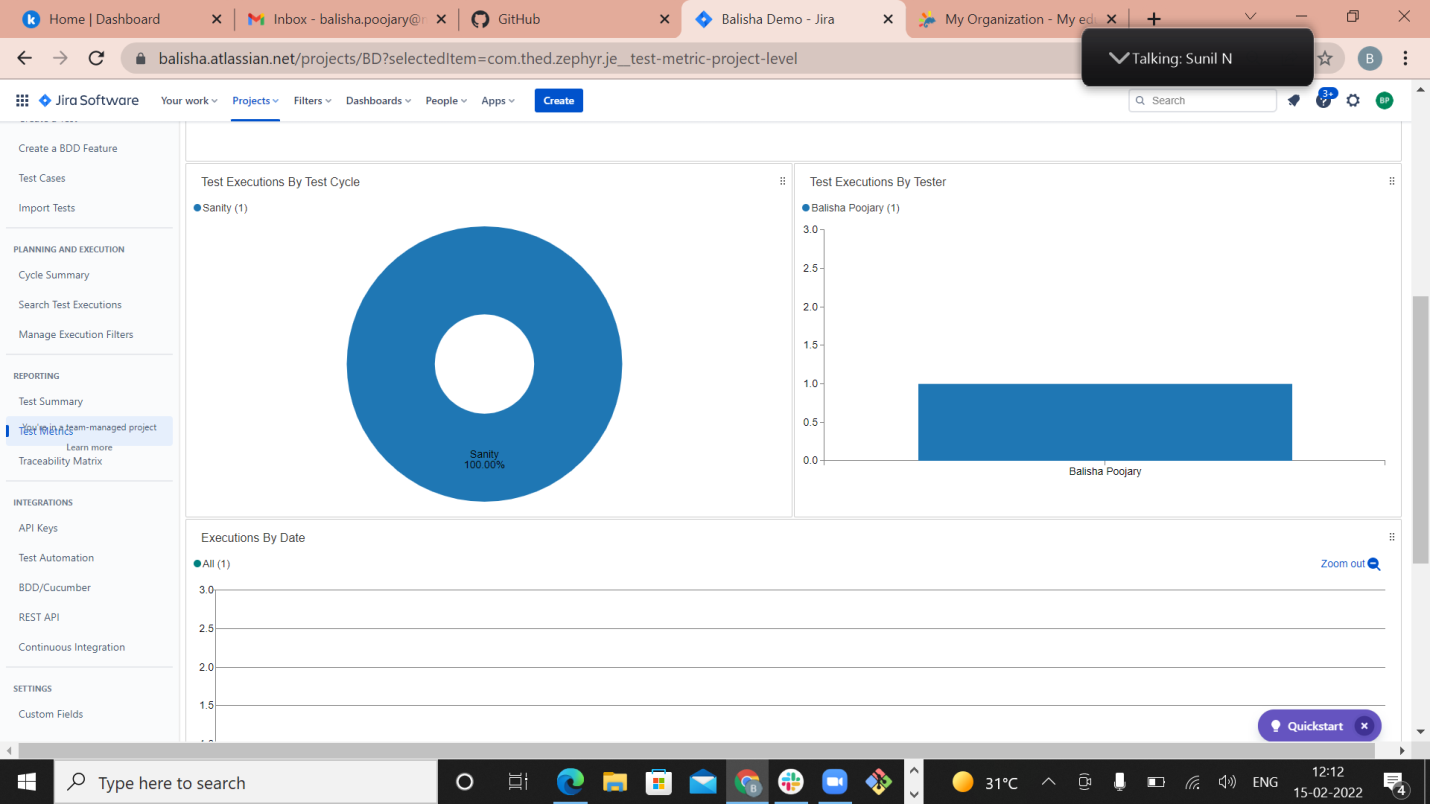 Home | Dashboard
Inbox - balisha.poojary@
GitHub
Balisha Demo - Jira
My Organization - My ed
balisha.atlassian.net/projects/BD?selectedItem=com.thed.zephyr.je__test-metric-project-level
Talking: Sunil N
B
Jira Software
Your work
Projects
Filters
Dashboards
People
Apps
Create
Search
3+
BP
Create a BDD Feature
Test Cases
Import Tests
PLANNING AND EXECUTION
Cycle Summary
Search Test Executions
Manage Execution Filters
REPORTING
Test Summary
You're in a team-managed project
Test Metrics
Learn more
Traceability Matrix
INTEGRATIONS
API Keys
Test Automation
BDD/Cucumber
REST API
Continuous Integration
SETTINGS
Custom Fields
Test Executions By Test Cycle
Sanity (1)
Sanity
100.00%
Test Executions By Tester
Balisha Poojary (1)
3.0
2.5
2.0
1.5
1.0
0.5
0.0
Balisha Poojary
Executions By Date
All (1)
Zoom out
3.0
2.5
2.0
1.5
Quickstart
Type here to search
31°C
ENG
12:12
15-02-2022
4